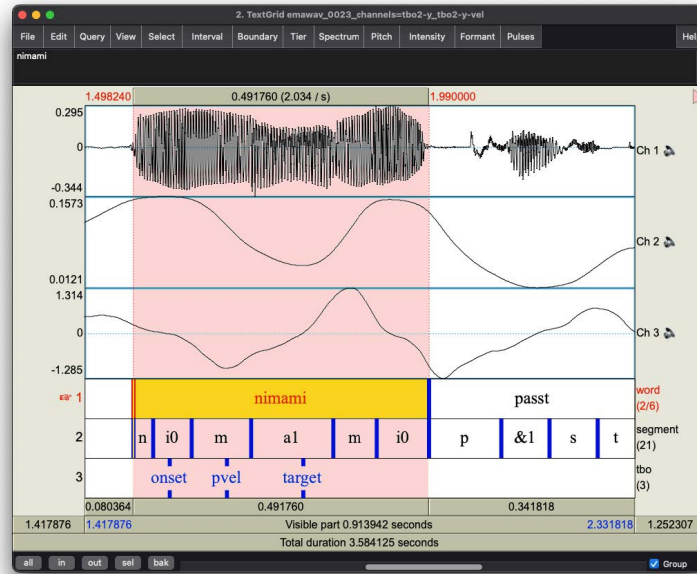 2. TextGrid emawav_0023_channels=tbo2-y_tbo2-y-vel
File Edit Query View Select Interval Boundary Tier Spectrum Pitch Intensity Formant Pulses Hel
nimami
1.498240 0.491760 (2.034 / s) 1.990000
0.295
0
-0.344
Ch 1
0.1573
0.0121
Ch 2
1.314
0
-1.285
Ch 3
1 nimami passt word
(2/6)
2 n i0 m a1 m i0 p &1 s t segment
(21)
3 onset pvel target tbo
(3)
0.080364 0.491760 0.341818
1.417876 1.417876 Visible part 0.913942 seconds 2.331818 1.252307
Total duration 3.584125 seconds
all in out sel bak Group